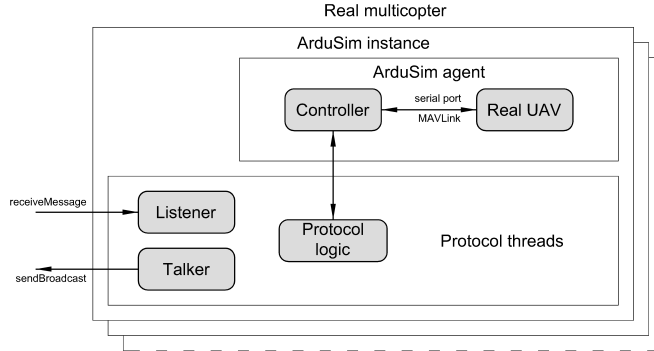 Real multicopter
ArduSim instance
ArduSim agent
Controller
serial port
MAVLink
Real UAV
receiveMessage
Listener
Protocol
logic
Protocol threads
Talker
sendBroadcast